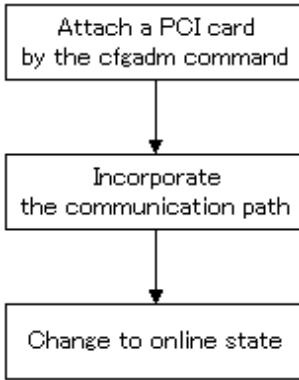 Attach a PCI card
by the cfgadm command
Incorporate
the communication path
Change to online state